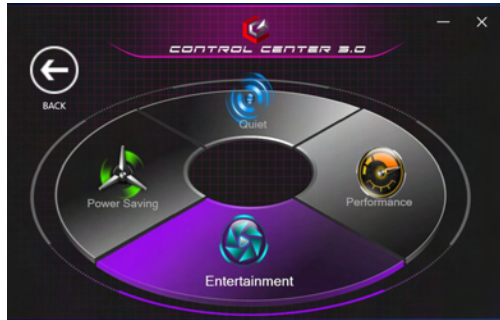 CONTROL CENTER 3.0
BACK
Quiet
Power Saving
Performance
Entertainment